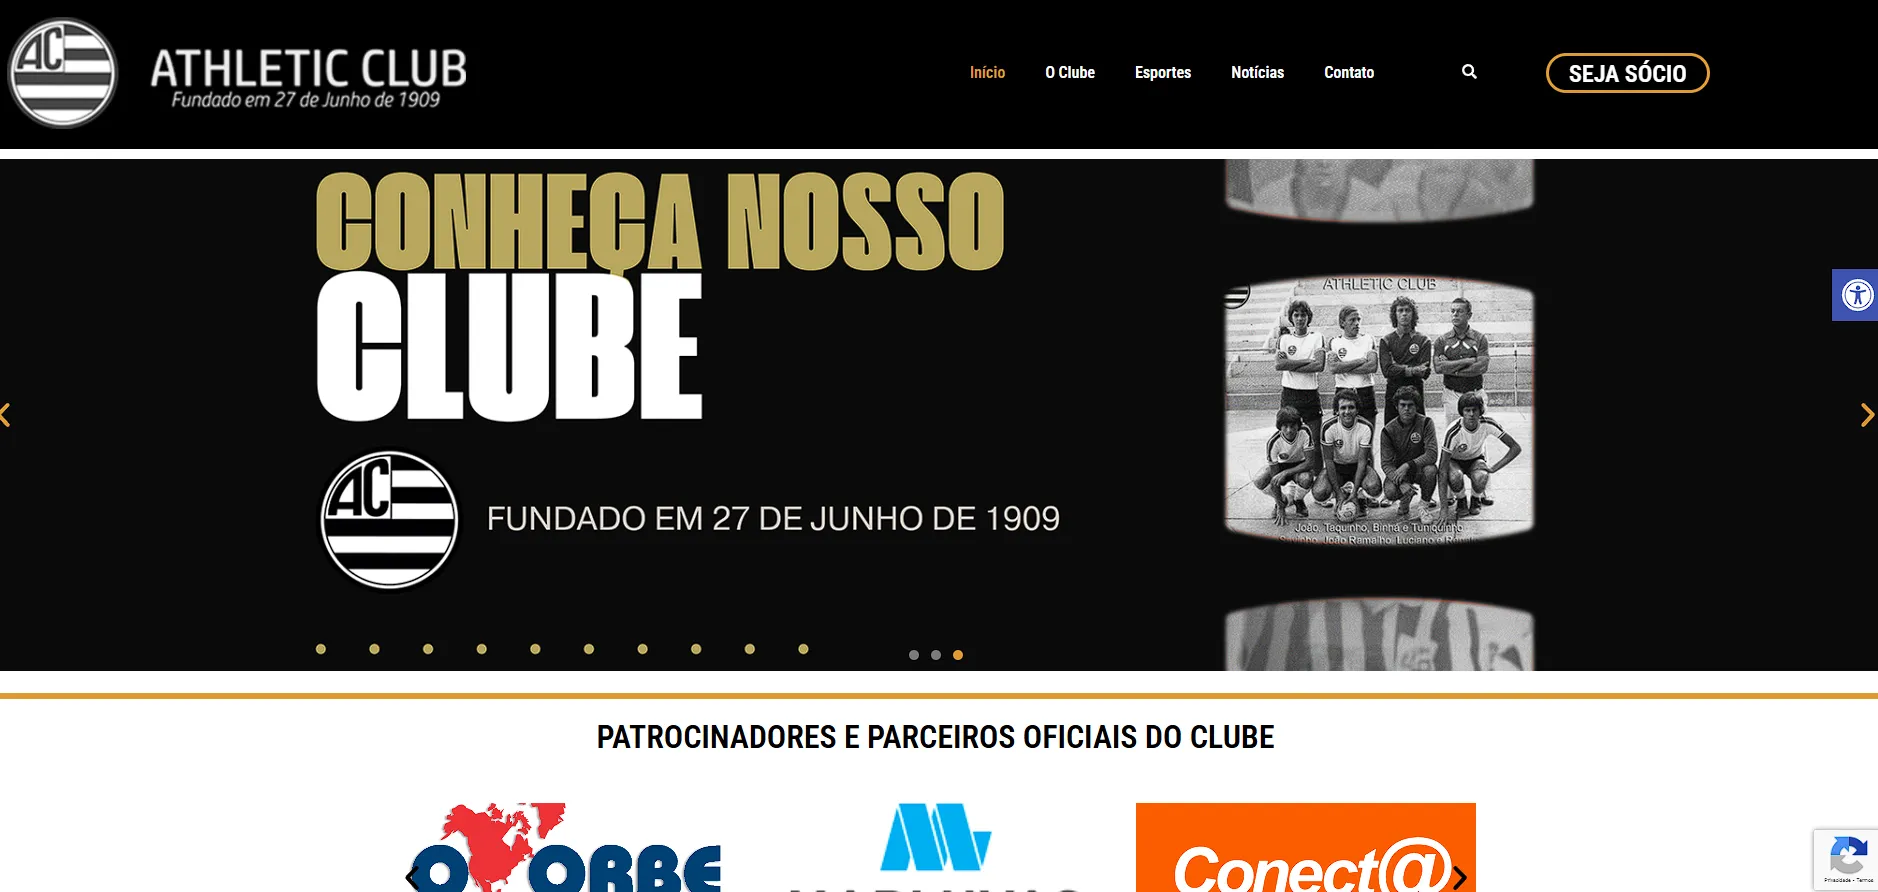 AC
ATHLETIC CLUB
Fundado em 27 de Junho de 1909
Início
O Clube
Esportes
Notícias
Contato
SEJA SÓCIO
CONHEÇA NOSSO
CLUBE
AC
FUNDADO EM 27 DE JUNHO DE 1909
ATHLETIC CLUB
João, Taquinho, Binha e Tuniquinho
João Ramalho, Luciano e
PATROCINADORES E PARCEIROS OFICIAIS DO CLUBE
ORBE
Conect@
Privacidade - Termos